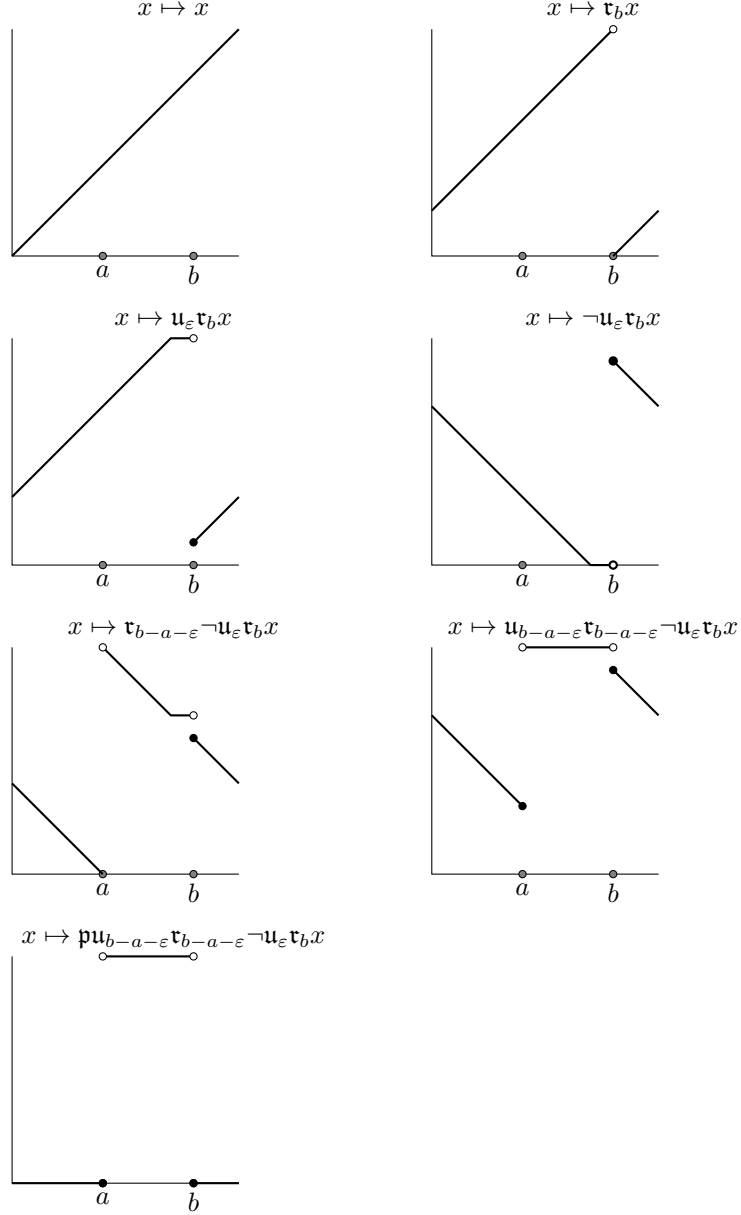 x ↦ x
x ↦ 𝔯_b x
a b
a b
x ↦ 𝔲_ε 𝔯_b x
x ↦ ¬𝔲_ε 𝔯_b x
a b
a b
x ↦ 𝔯_{b−a−ε} ¬𝔲_ε 𝔯_b x
x ↦ 𝔲_{b−a−ε} 𝔯_{b−a−ε} ¬𝔲_ε 𝔯_b x
a b
a b
x ↦ 𝔭𝔲_{b−a−ε} 𝔯_{b−a−ε} ¬𝔲_ε 𝔯_b x
a b